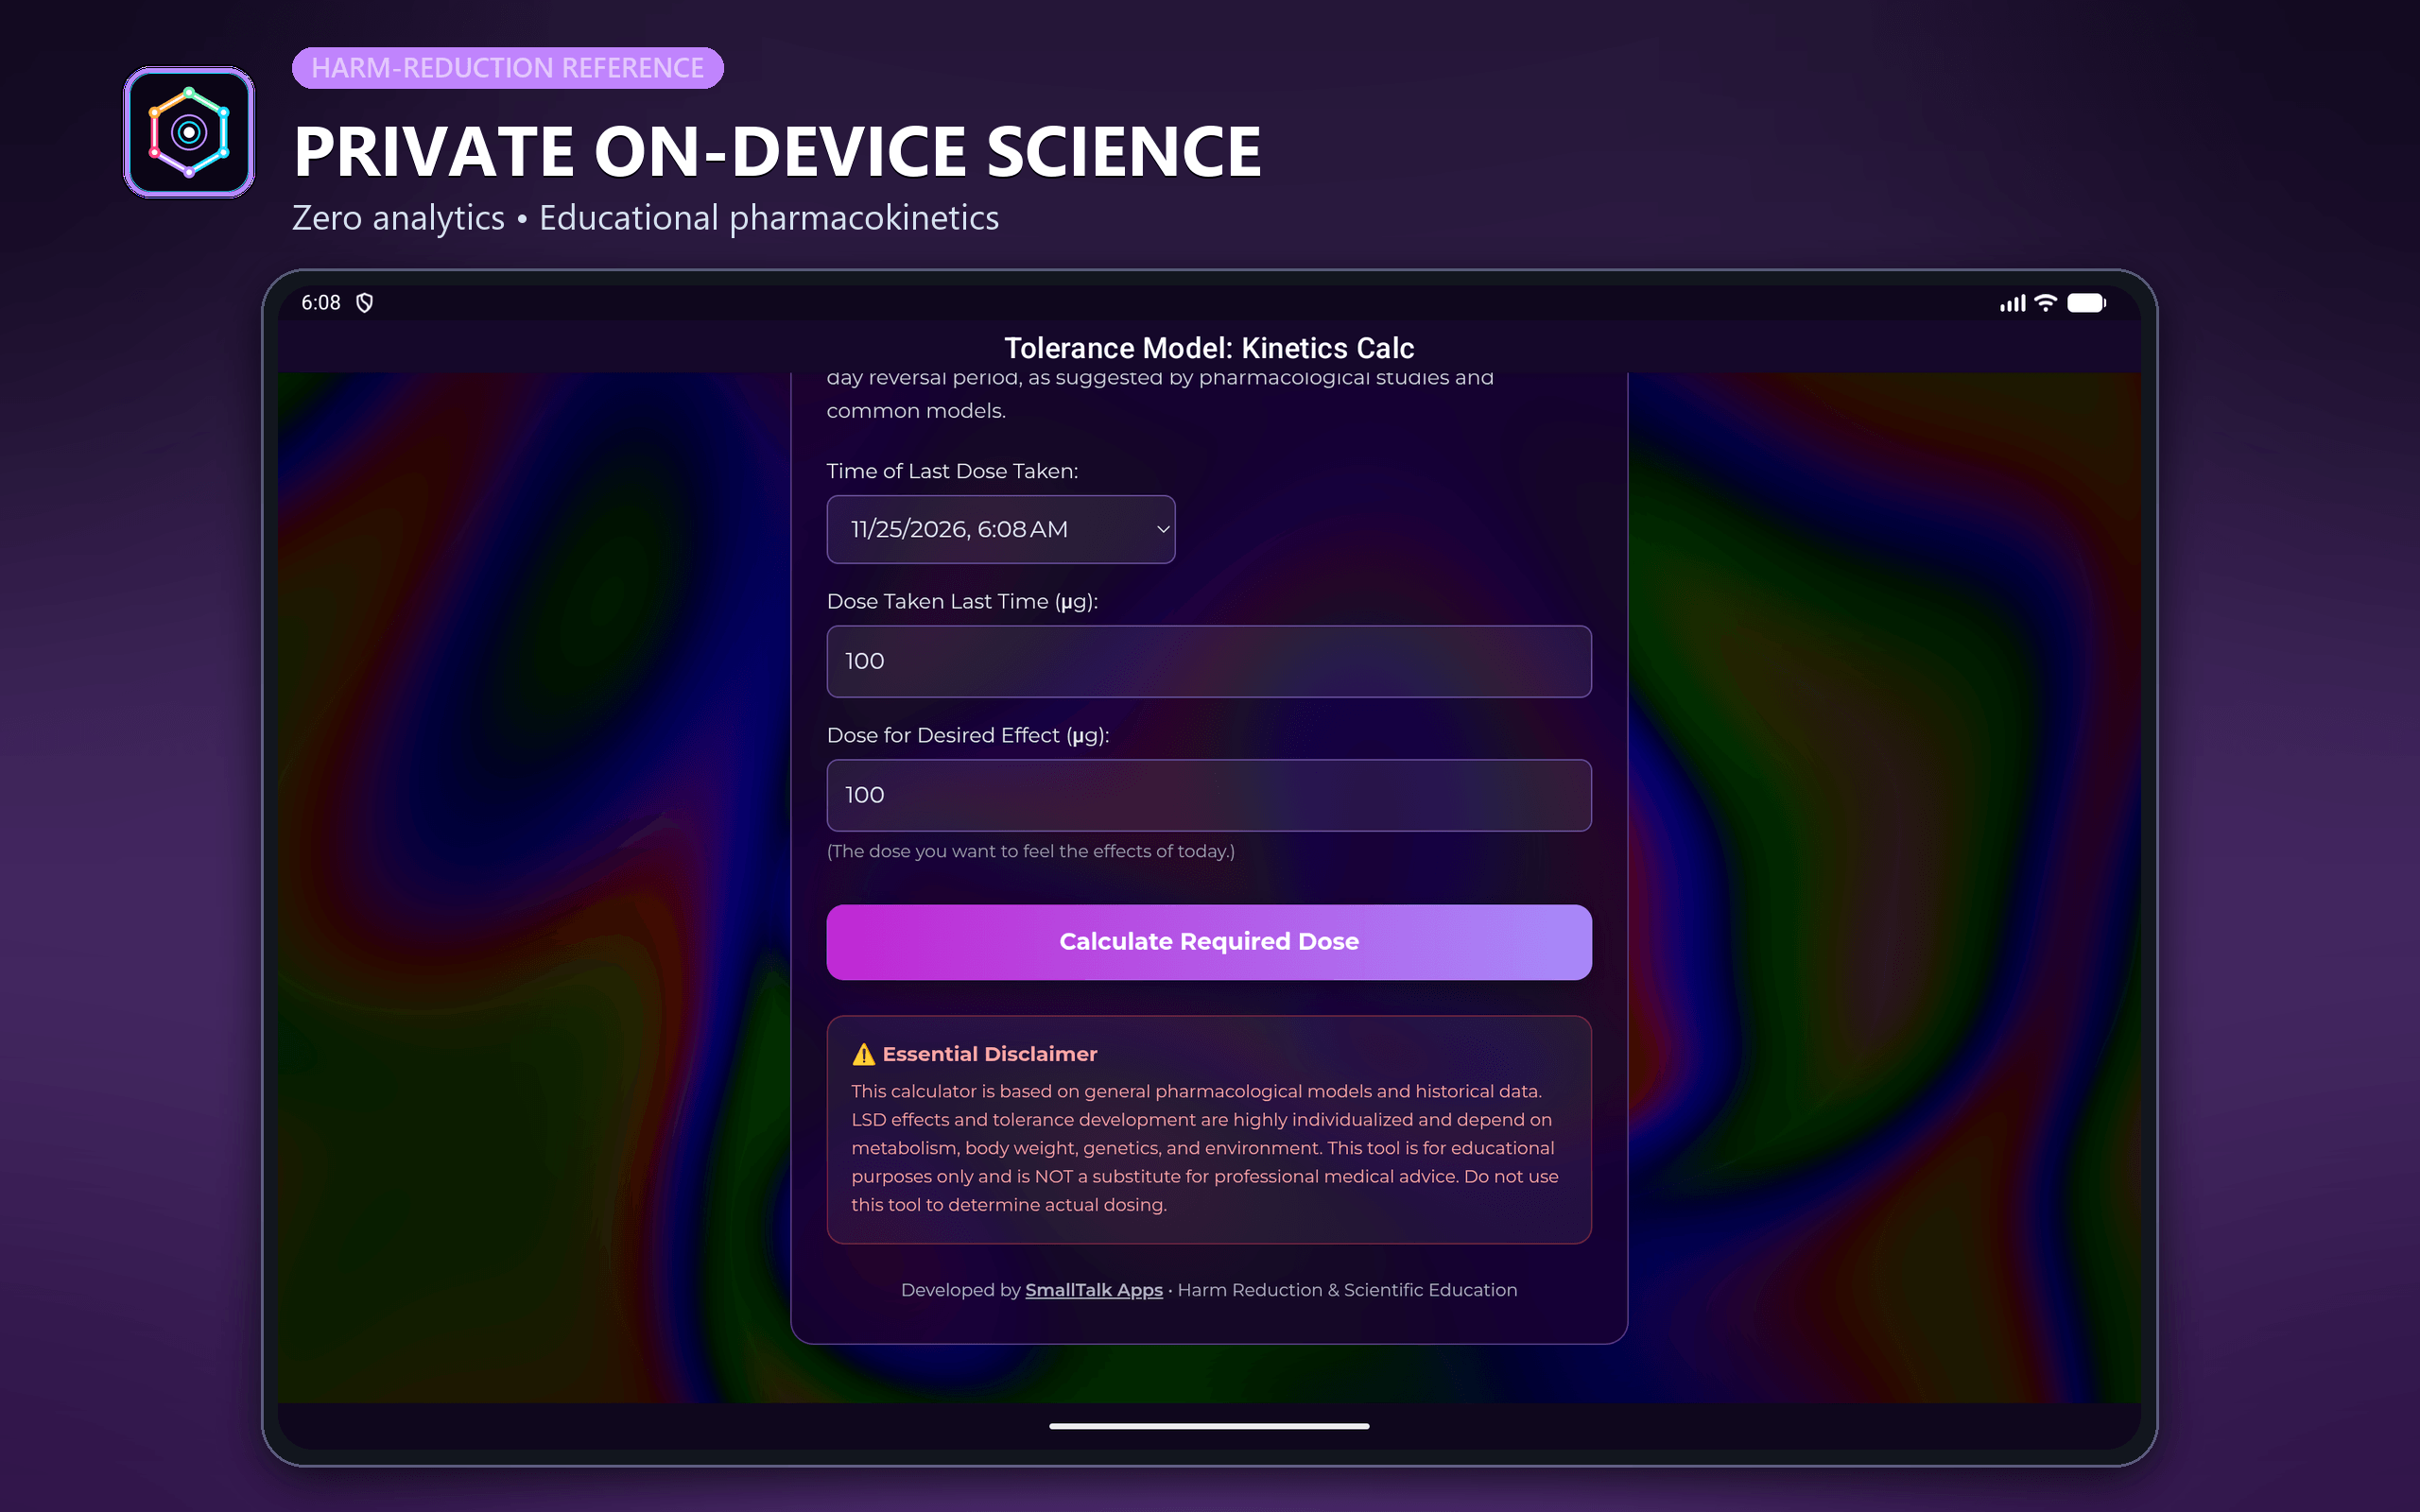 HARM-REDUCTION REFERENCE
PRIVATE ON-DEVICE SCIENCE
Zero analytics • Educational pharmacokinetics
6:08
Tolerance Model: Kinetics Calc
day reversal period, as suggested by pharmacological studies and
common models.
Time of Last Dose Taken:
11/25/2026, 6:08 AM
Dose Taken Last Time (µg):
100
Dose for Desired Effect (µg):
100
(The dose you want to feel the effects of today.)
Calculate Required Dose
⚠️ Essential Disclaimer
This calculator is based on general pharmacological models and historical data.
LSD effects and tolerance development are highly individualized and depend on
metabolism, body weight, genetics, and environment. This tool is for educational
purposes only and is NOT a substitute for professional medical advice. Do not use
this tool to determine actual dosing.
Developed by SmallTalk Apps • Harm Reduction & Scientific Education